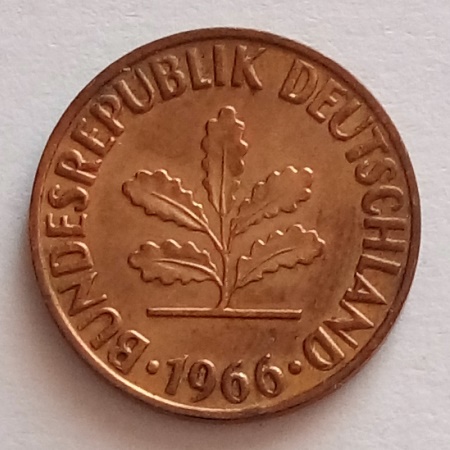 BUNDESREPUBLIK DEUTSCHLAND
· 1966 ·